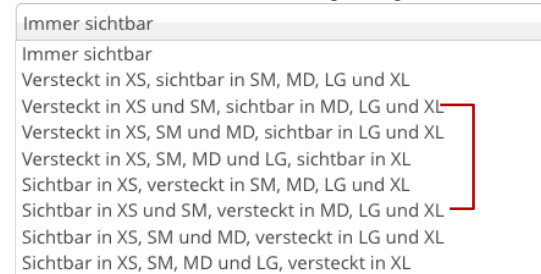 Immer sichtbar
Immer sichtbar
Versteckt in XS, sichtbar in SM, MD, LG und XL
Versteckt in XS und SM, sichtbar in MD, LG und XL
Versteckt in XS, SM und MD, sichtbar in LG und XL
Versteckt in XS, SM, MD und LG, sichtbar in XL
Sichtbar in XS, versteckt in SM, MD, LG und XL
Sichtbar in XS und SM, versteckt in MD, LG und XL
Sichtbar in XS, SM und MD, versteckt in LG und XL
Sichtbar in XS, SM, MD und LG, versteckt in XL